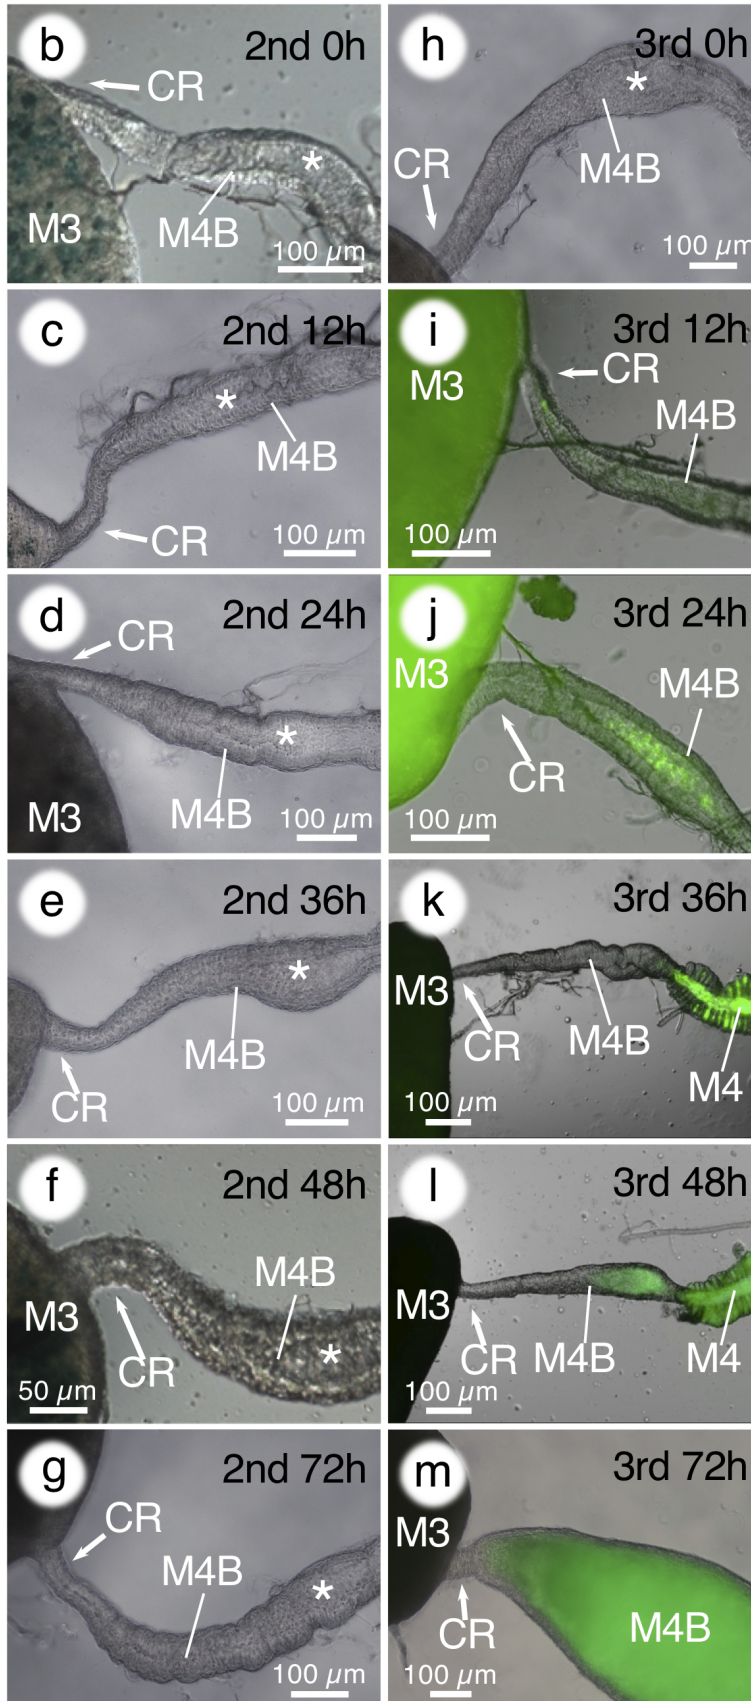 b
2nd 0h
CR
*
M3
M4B
100 µm
c
2nd 12h
*
M4B
CR
100 µm
d
2nd 24h
CR
*
M4B
M3
100 µm
e
2nd 36h
*
M4B
CR
100 µm
f
2nd 48h
M4B
M3
*
CR
50 µm
g
2nd 72h
CR
M4B
*
100 µm
h
3rd 0h
*
M4B
CR
100 µm
i
3rd 12h
CR
M3
M4B
100 µm
j
3rd 24h
M3
M4B
CR
100 µm
k
3rd 36h
M3
CR
M4B
M4
100 µm
l
3rd 48h
M3
CR
M4B
M4
100 µm
m
3rd 72h
M3
CR
M4B
100 µm